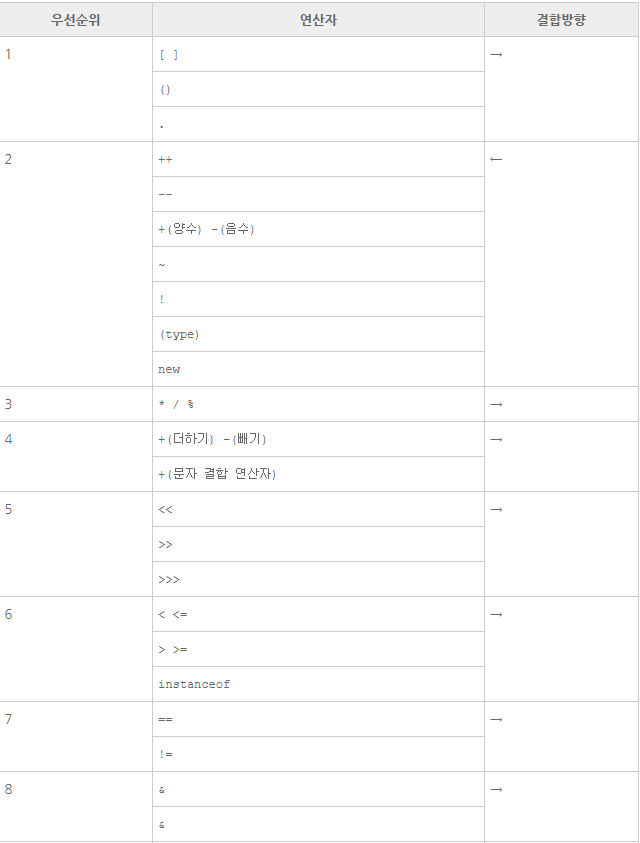 우선순위 연산자 결합방향
1 [ ] →
()
.
2 ++ ←
--
+(양수) -(음수)
~
!
(type)
new
3 * / % →
4 +(더하기) -(빼기) →
+(문자 결합 연산자)
5 << →
>>
>>>
6 < <= →
> >=
instanceof
7 == →
!=
8 & →
&